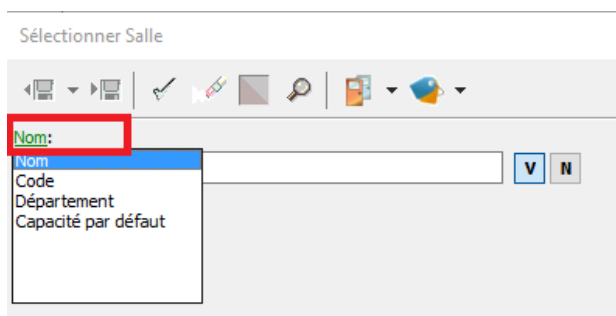 Sélectionner Salle
Nom:
Nom
V N
Code
Département
Capacité par défaut